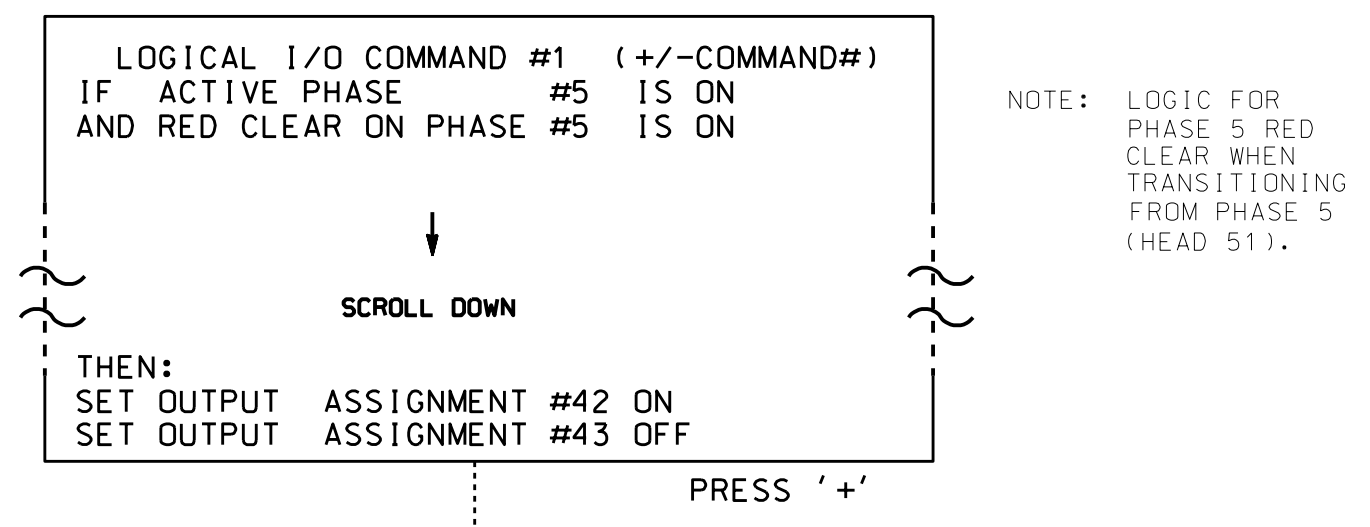 LOGICAL I/O COMMAND #1 (+/-COMMAND#)
IF ACTIVE PHASE #5 IS ON
AND RED CLEAR ON PHASE #5 IS ON
SCROLL DOWN
THEN:
SET OUTPUT ASSIGNMENT #42 ON
SET OUTPUT ASSIGNMENT #43 OFF
PRESS '+'
NOTE: LOGIC FOR
PHASE 5 RED
CLEAR WHEN
TRANSITIONING
FROM PHASE 5
(HEAD 51).